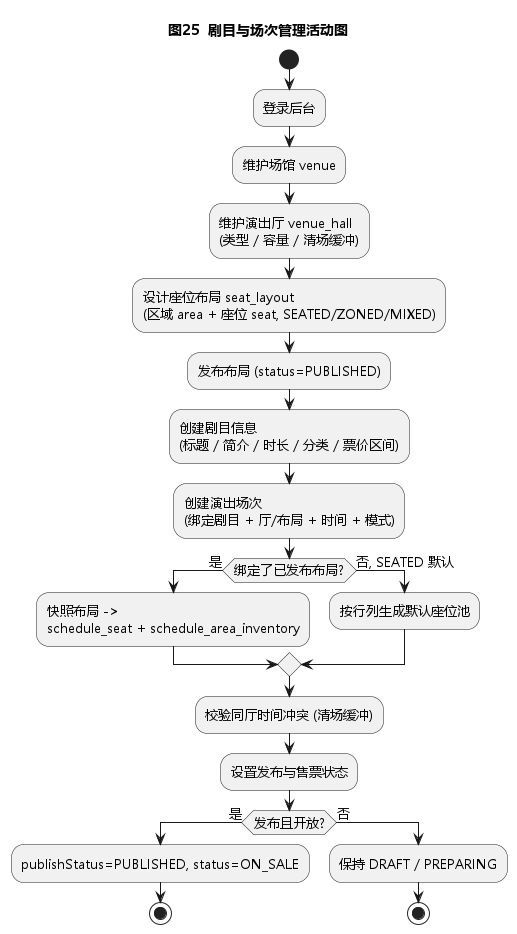 图25 剧目与场次管理活动图
登录后台
维护场馆 venue
维护演出厅 venue_hall
(类型 / 容量 / 清场缓冲)
设计座位布局 seat_layout
(区域 area + 座位 seat, SEATED/ZONED/MIXED)
发布布局 (status=PUBLISHED)
创建剧目信息
(标题 / 简介 / 时长 / 分类 / 票价区间)
创建演出场次
(绑定剧目 + 厅/布局 + 时间 + 模式)
绑定了已发布布局?
是
否, SEATED 默认
快照布局 ->
schedule_seat + schedule_area_inventory
按行列生成默认座位池
校验同厅时间冲突 (清场缓冲)
设置发布与售票状态
发布且开放?
是
否
publishStatus=PUBLISHED, status=ON_SALE
保持 DRAFT / PREPARING